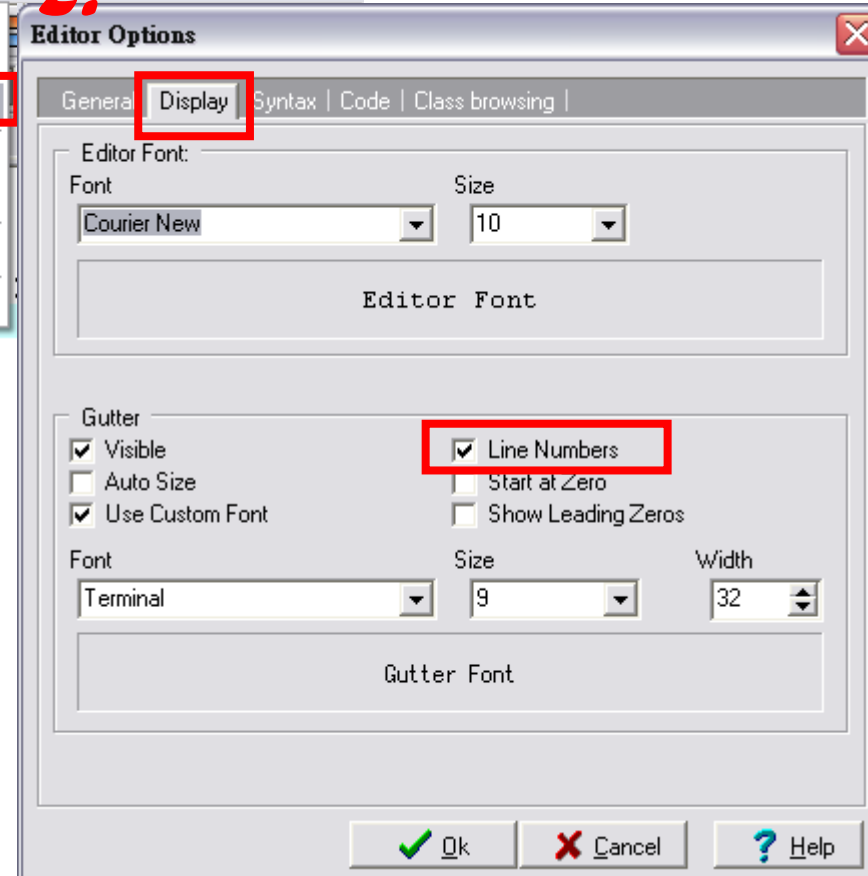 2.
Editor Options
General Display Syntax | Code | Class browsing |
Editor Font:
Font Size
Courier New 10
Editor Font
Gutter
Visible Line Numbers
Auto Size Start at Zero
Use Custom Font Show Leading Zeros
Font Size Width
Terminal 9 32
Gutter Font
Ok Cancel Help